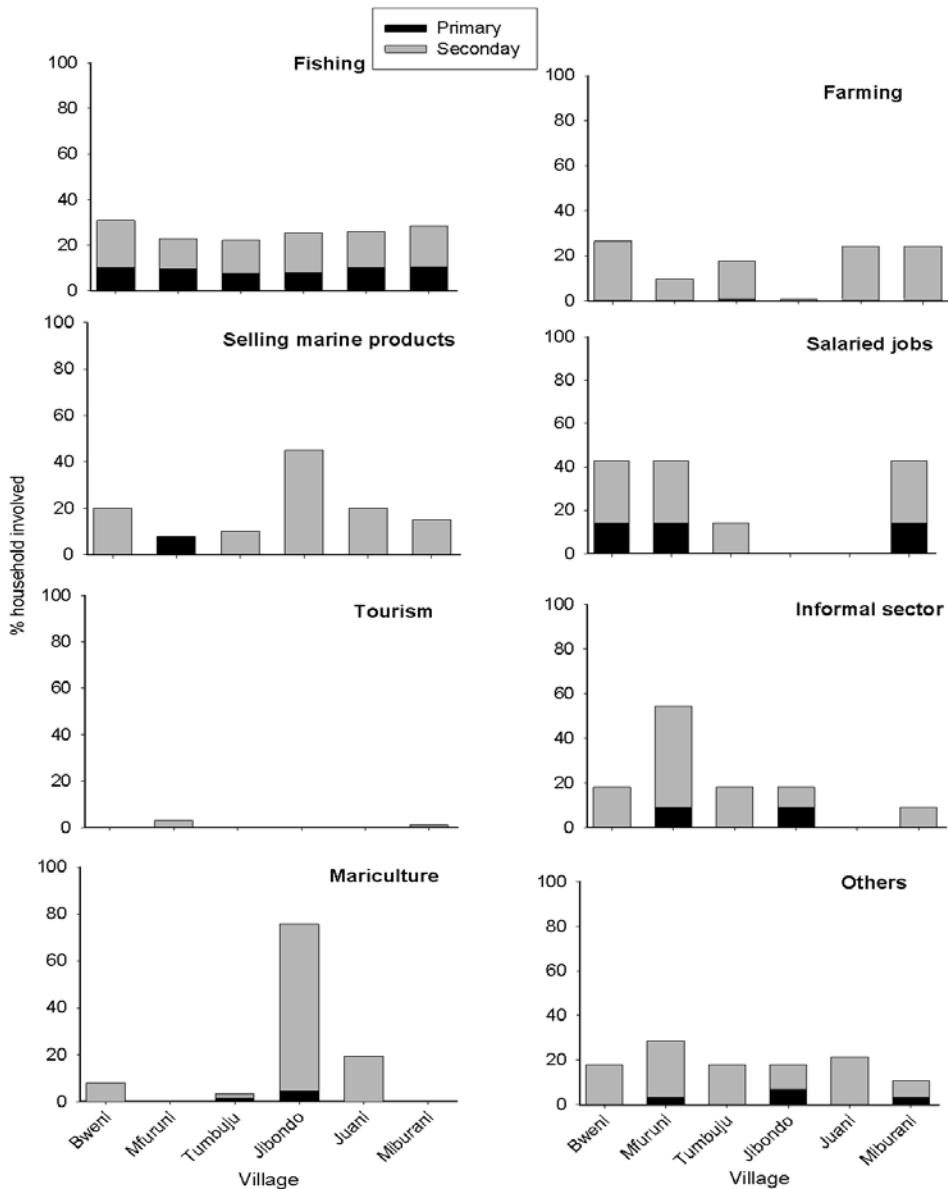 Primary
Seconday
Fishing
100
80
60
40
20
0
Farming
100
80
60
40
20
0
Selling marine products
100
80
60
40
20
0
Salaried jobs
100
80
60
40
20
0
% household involved
Tourism
100
80
60
40
20
0
Informal sector
100
80
60
40
20
0
Mariculture
100
80
60
40
20
0
Bweni
Mfuruni
Tumbuju
Jibondo
Juani
Miburani
Village
Others
100
80
60
40
20
0
Bweni
Mfuruni
Tumbuju
Jibondo
Juani
Miburani
Village